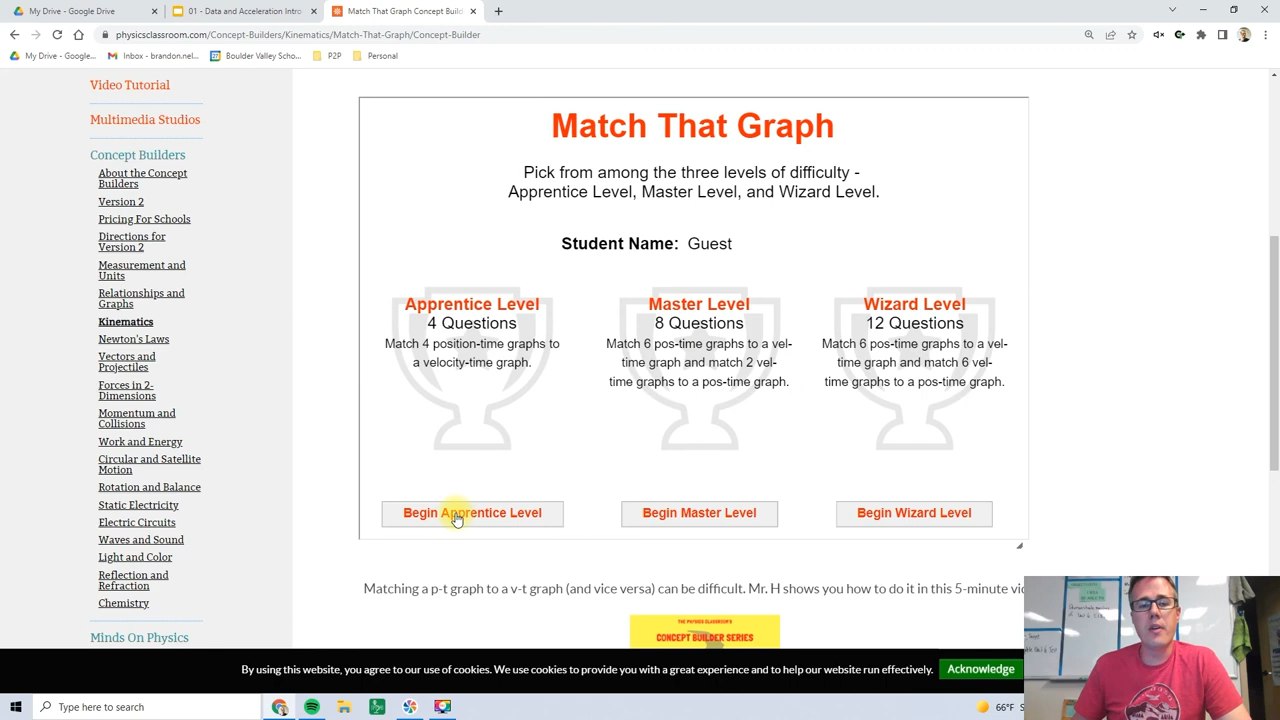 My Drive - Google Drive
01 - Data and Acceleration Intro
Match That Graph Concept Build
physicsclassroom.com/Concept-Builders/Kinematics/Match-That-Graph/Concept-Builder
My Drive - Google...
Inbox - brandon.nel...
Boulder Valley Scho...
P2P
Personal
Video Tutorial
Multimedia Studios
Concept Builders
About the Concept
Builders
Version 2
Pricing For Schools
Directions for
Version 2
Measurement and
Units
Relationships and
Graphs
Kinematics
Newton's Laws
Vectors and
Projectiles
Forces in 2-
Dimensions
Momentum and
Collisions
Work and Energy
Circular and Satellite
Motion
Rotation and Balance
Static Electricity
Electric Circuits
Waves and Sound
Light and Color
Reflection and
Refraction
Chemistry
Minds On Physics
Match That Graph
Pick from among the three levels of difficulty -
Apprentice Level, Master Level, and Wizard Level.
Student Name: Guest
Apprentice Level
4 Questions
Match 4 position-time graphs to
a velocity-time graph.
Master Level
8 Questions
Match 6 pos-time graphs to a vel-
time graph and match 2 vel-
time graphs to a pos-time graph.
Wizard Level
12 Questions
Match 6 pos-time graphs to a vel-
time graph and match 6 vel-
time graphs to a pos-time graph.
Begin Apprentice Level
Begin Master Level
Begin Wizard Level
Matching a p-t graph to a v-t graph (and vice versa) can be difficult. Mr. H shows you how to do it in this 5-minute vi
THE PHYSICS CLASSROOM'S
CONCEPT BUILDER SERIES
By using this website, you agree to our use of cookies. We use cookies to provide you with a great experience and to help our website run effectively.
Acknowledge
Type here to search
66°F S